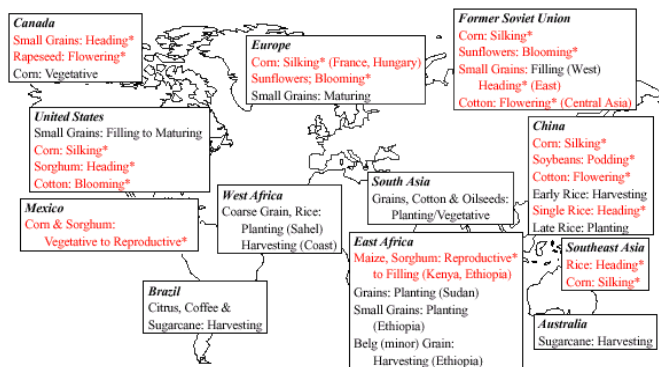 Canada
Small Grains: Heading*
Rapeseed: Flowering*
Corn: Vegetative
Europe
Corn: Silking* (France, Hungary)
Sunflowers; Blooming*
Small Grains: Maturing
Former Soviet Union
Corn: Silking*
Sunflowers: Blooming*
Small Grains: Filling (West)
Heading* (East)
Cotton: Flowering* (Central Asia)
United States
Small Grains: Filling to Maturing
Corn: Silking*
Sorghum: Heading*
Cotton: Blooming*
China
Corn: Silking*
Soybeans: Podding*
Cotton: Flowering*
Early Rice: Harvesting
Single Rice: Heading*
Late Rice: Planting
Mexico
Corn & Sorghum:
Vegetative to Reproductive*
West Africa
Coarse Grain, Rice:
Planting (Sahel)
Harvesting (Coast)
South Asia
Grains, Cotton & Oilseeds:
Planting/Vegetative
East Africa
Maize, Sorghum: Reproductive*
to Filling (Kenya, Ethiopia)
Grains: Planting (Sudan)
Small Grains: Planting
(Ethiopia)
Belg (minor) Grain:
Harvesting (Ethiopia)
Southeast Asia
Rice: Heading*
Corn: Silking*
Brazil
Citrus, Coffee &
Sugarcane: Harvesting
Australia
Sugarcane: Harvesting